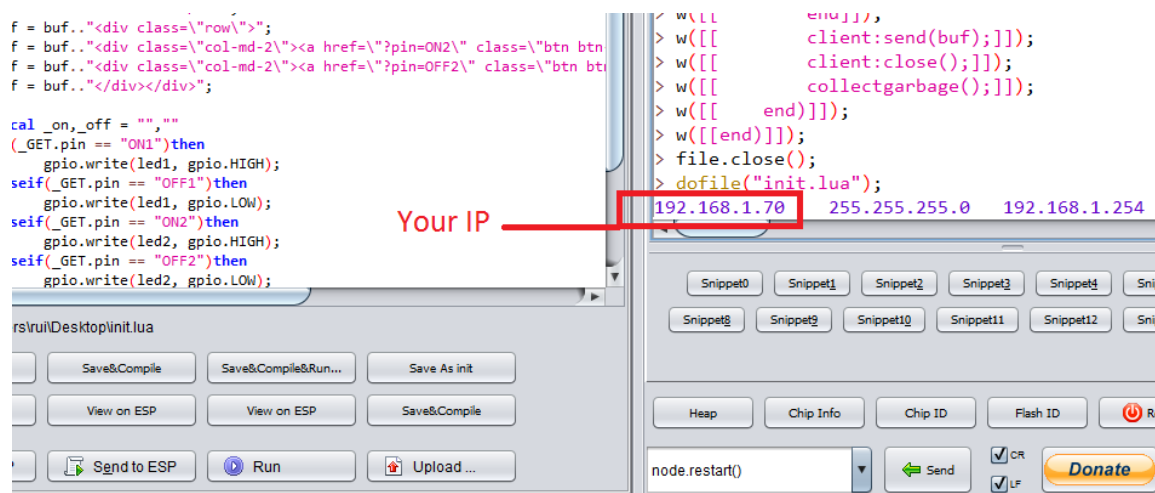 f = buf.."<div class=\"row\">";
f = buf.."<div class=\"col-md-2\"><a href=\"?pin=ON2\" class=\"btn btn-
f = buf.."<div class=\"col-md-2\"><a href=\"?pin=OFF2\" class=\"btn bt
f = buf.."</div></div>";
cal _on,_off = "",""
(_GET.pin == "ON1")then
gpio.write(led1, gpio.HIGH);
seif(_GET.pin == "OFF1")then
gpio.write(led1, gpio.LOW);
seif(_GET.pin == "ON2")then
gpio.write(led2, gpio.HIGH);
seif(_GET.pin == "OFF2")then
gpio.write(led2, gpio.LOW);
rs\rui\Desktop\init.lua
Save&Compile
Save&Compile&Run...
Save As init
View on ESP
View on ESP
Save&Compile
Send to ESP
Run
Upload ...
Your IP
> w([[ end]]);
> w([[ client:send(buf);]]);
> w([[ client:close();]]);
> w([[ collectgarbage();]]);
> w([[ end)]]);
> w([[end)]]);
> file.close();
> dofile("init.lua");
192.168.1.70 255.255.255.0 192.168.1.254
Snippet0 Snippet1 Snippet2 Snippet3 Snippet4 Sni
Snippet8 Snippet9 Snippet10 Snippet11 Snippet12 Sni
Heap Chip Info Chip ID Flash ID R
node.restart()
Send
CR
LF
Donate